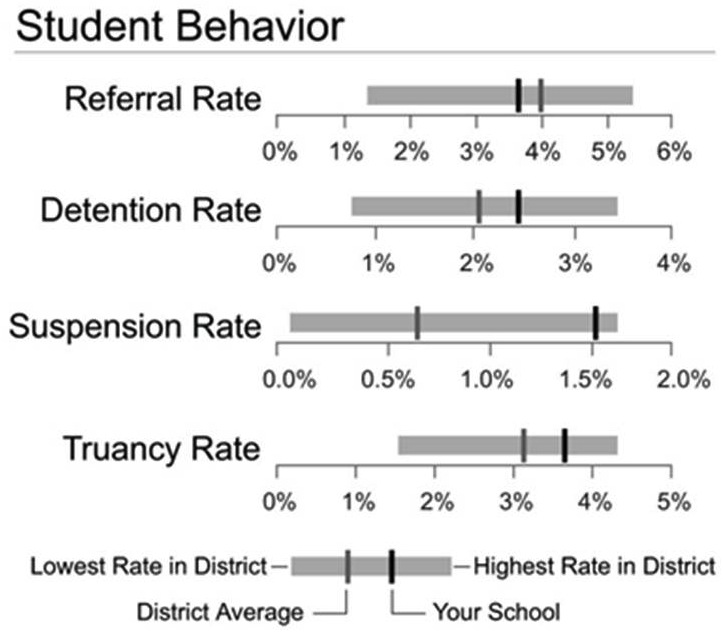 Student Behavior
Referral Rate
0% 1% 2% 3% 4% 5% 6%
Detention Rate
0% 1% 2% 3% 4%
Suspension Rate
0.0% 0.5% 1.0% 1.5% 2.0%
Truancy Rate
0% 1% 2% 3% 4% 5%
Lowest Rate in District Highest Rate in District
District Average Your School